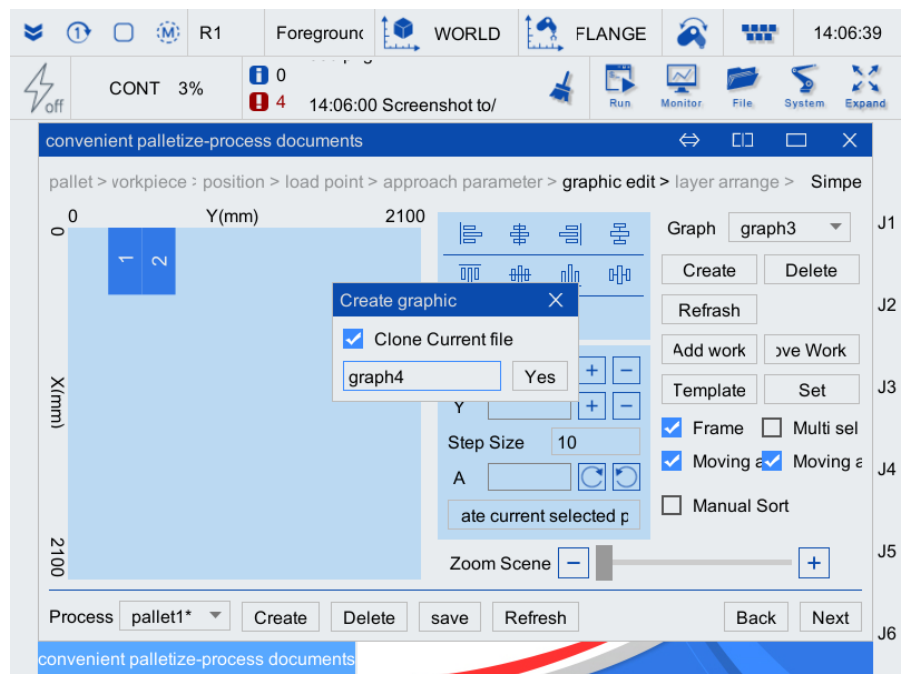 R1 Foreground WORLD FLANGE 14:06:39
off CONT 3% 0 Run Monitor File System Expand
4 14:06:00 Screenshot to/
convenient palletize-process documents
pallet > workpiece : position > load point > approach parameter > graphic edit > layer arrange > Simpe
0 Y(mm) 2100
0
X(mm)
2100
1 2
Graph graph3
Create Delete
Refrash
Add work ove Work
Template Set
Frame Multi sel
Moving a Moving a
Manual Sort
Create graphic X
Clone Current file
graph4 Yes
+ −
Y + −
Step Size 10
A
ate current selected p
Zoom Scene − +
J1
J2
J3
J4
J5
J6
Process pallet1* Create Delete save Refresh Back Next
convenient palletize-process documents